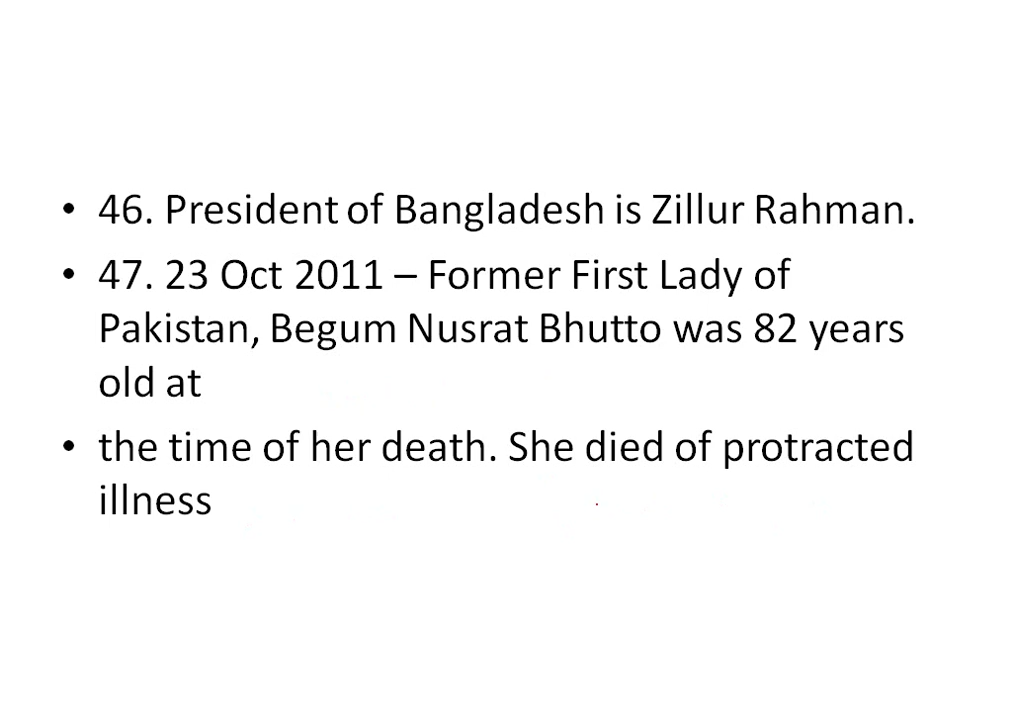 • 46. President of Bangladesh is Zillur Rahman.
• 47. 23 Oct 2011 – Former First Lady of
Pakistan, Begum Nusrat Bhutto was 82 years
old at
• the time of her death. She died of protracted
illness